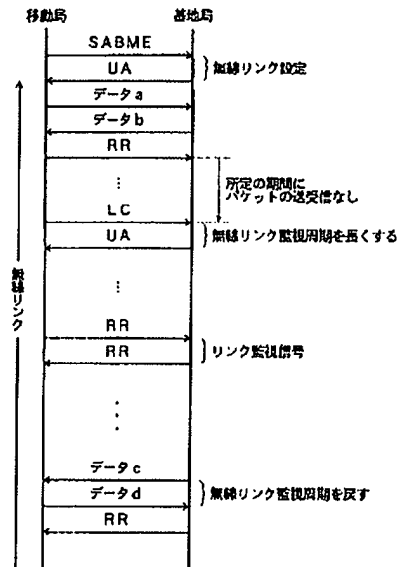 移動局 基地局
SABME
UA
無線リンク設定
データa
データb
RR
所定の期間に
パケットの送受信なし
LC
UA
無線リンク監視周期を長くする
無線リンク
RR
RR
リンク監視信号
データc
データd
無線リンク監視周期を戻す
RR